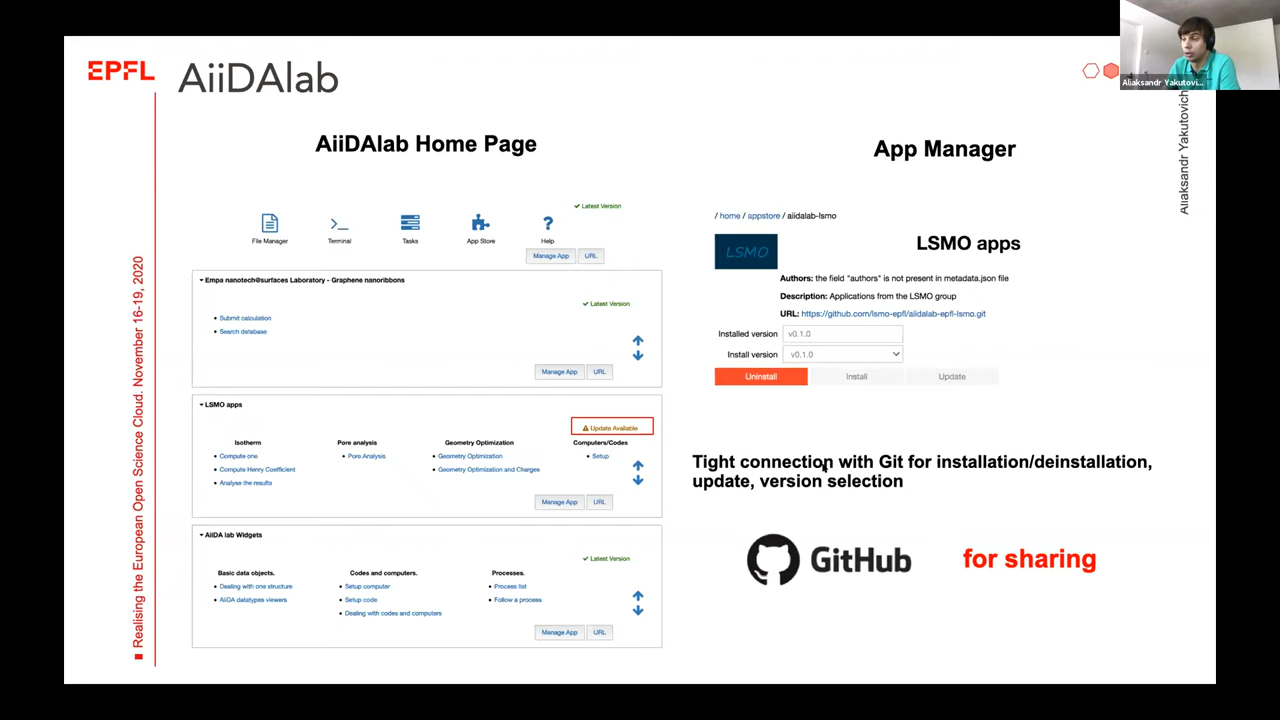 EPFL
AiiDAlab
Aliaksandr Yakutovi...
Aliaksandr Yakutovich
Realising the European Open Science Cloud. November 16-19, 2020
AiiDAlab Home Page
Latest Version
File Manager
Terminal
Tasks
App Store
Help
Manage App
URL
Empa nanotech@surfaces Laboratory - Graphene nanoribbons
Latest Version
Submit calculation
Search database
Manage App
URL
LSMO apps
Update Available
Isotherm
Compute one
Compute Henry Coefficient
Analyse the results
Pore analysis
Pore Analysis
Geometry Optimization
Geometry Optimization
Geometry Optimization and Charges
Computers/Codes
Setup
Manage App
URL
AiiDA lab Widgets
Latest Version
Basic data objects.
Dealing with one structure
AiiDA datatypes viewers
Codes and computers.
Setup computer
Setup code
Dealing with codes and computers
Processes.
Process list
Follow a process
Manage App
URL
App Manager
/ home / appstore / aiidalab-lsmo
LSMO
LSMO apps
Authors: the field "authors" is not present in metadata.json file
Description: Applications from the LSMO group
URL: https://github.com/lsmo-epfl/aiidalab-epfl-lsmo.git
Installed version v0.1.0
Install version v0.1.0
Uninstall
Install
Update
Tight connection with Git for installation/deinstallation,
update, version selection
GitHub
for sharing